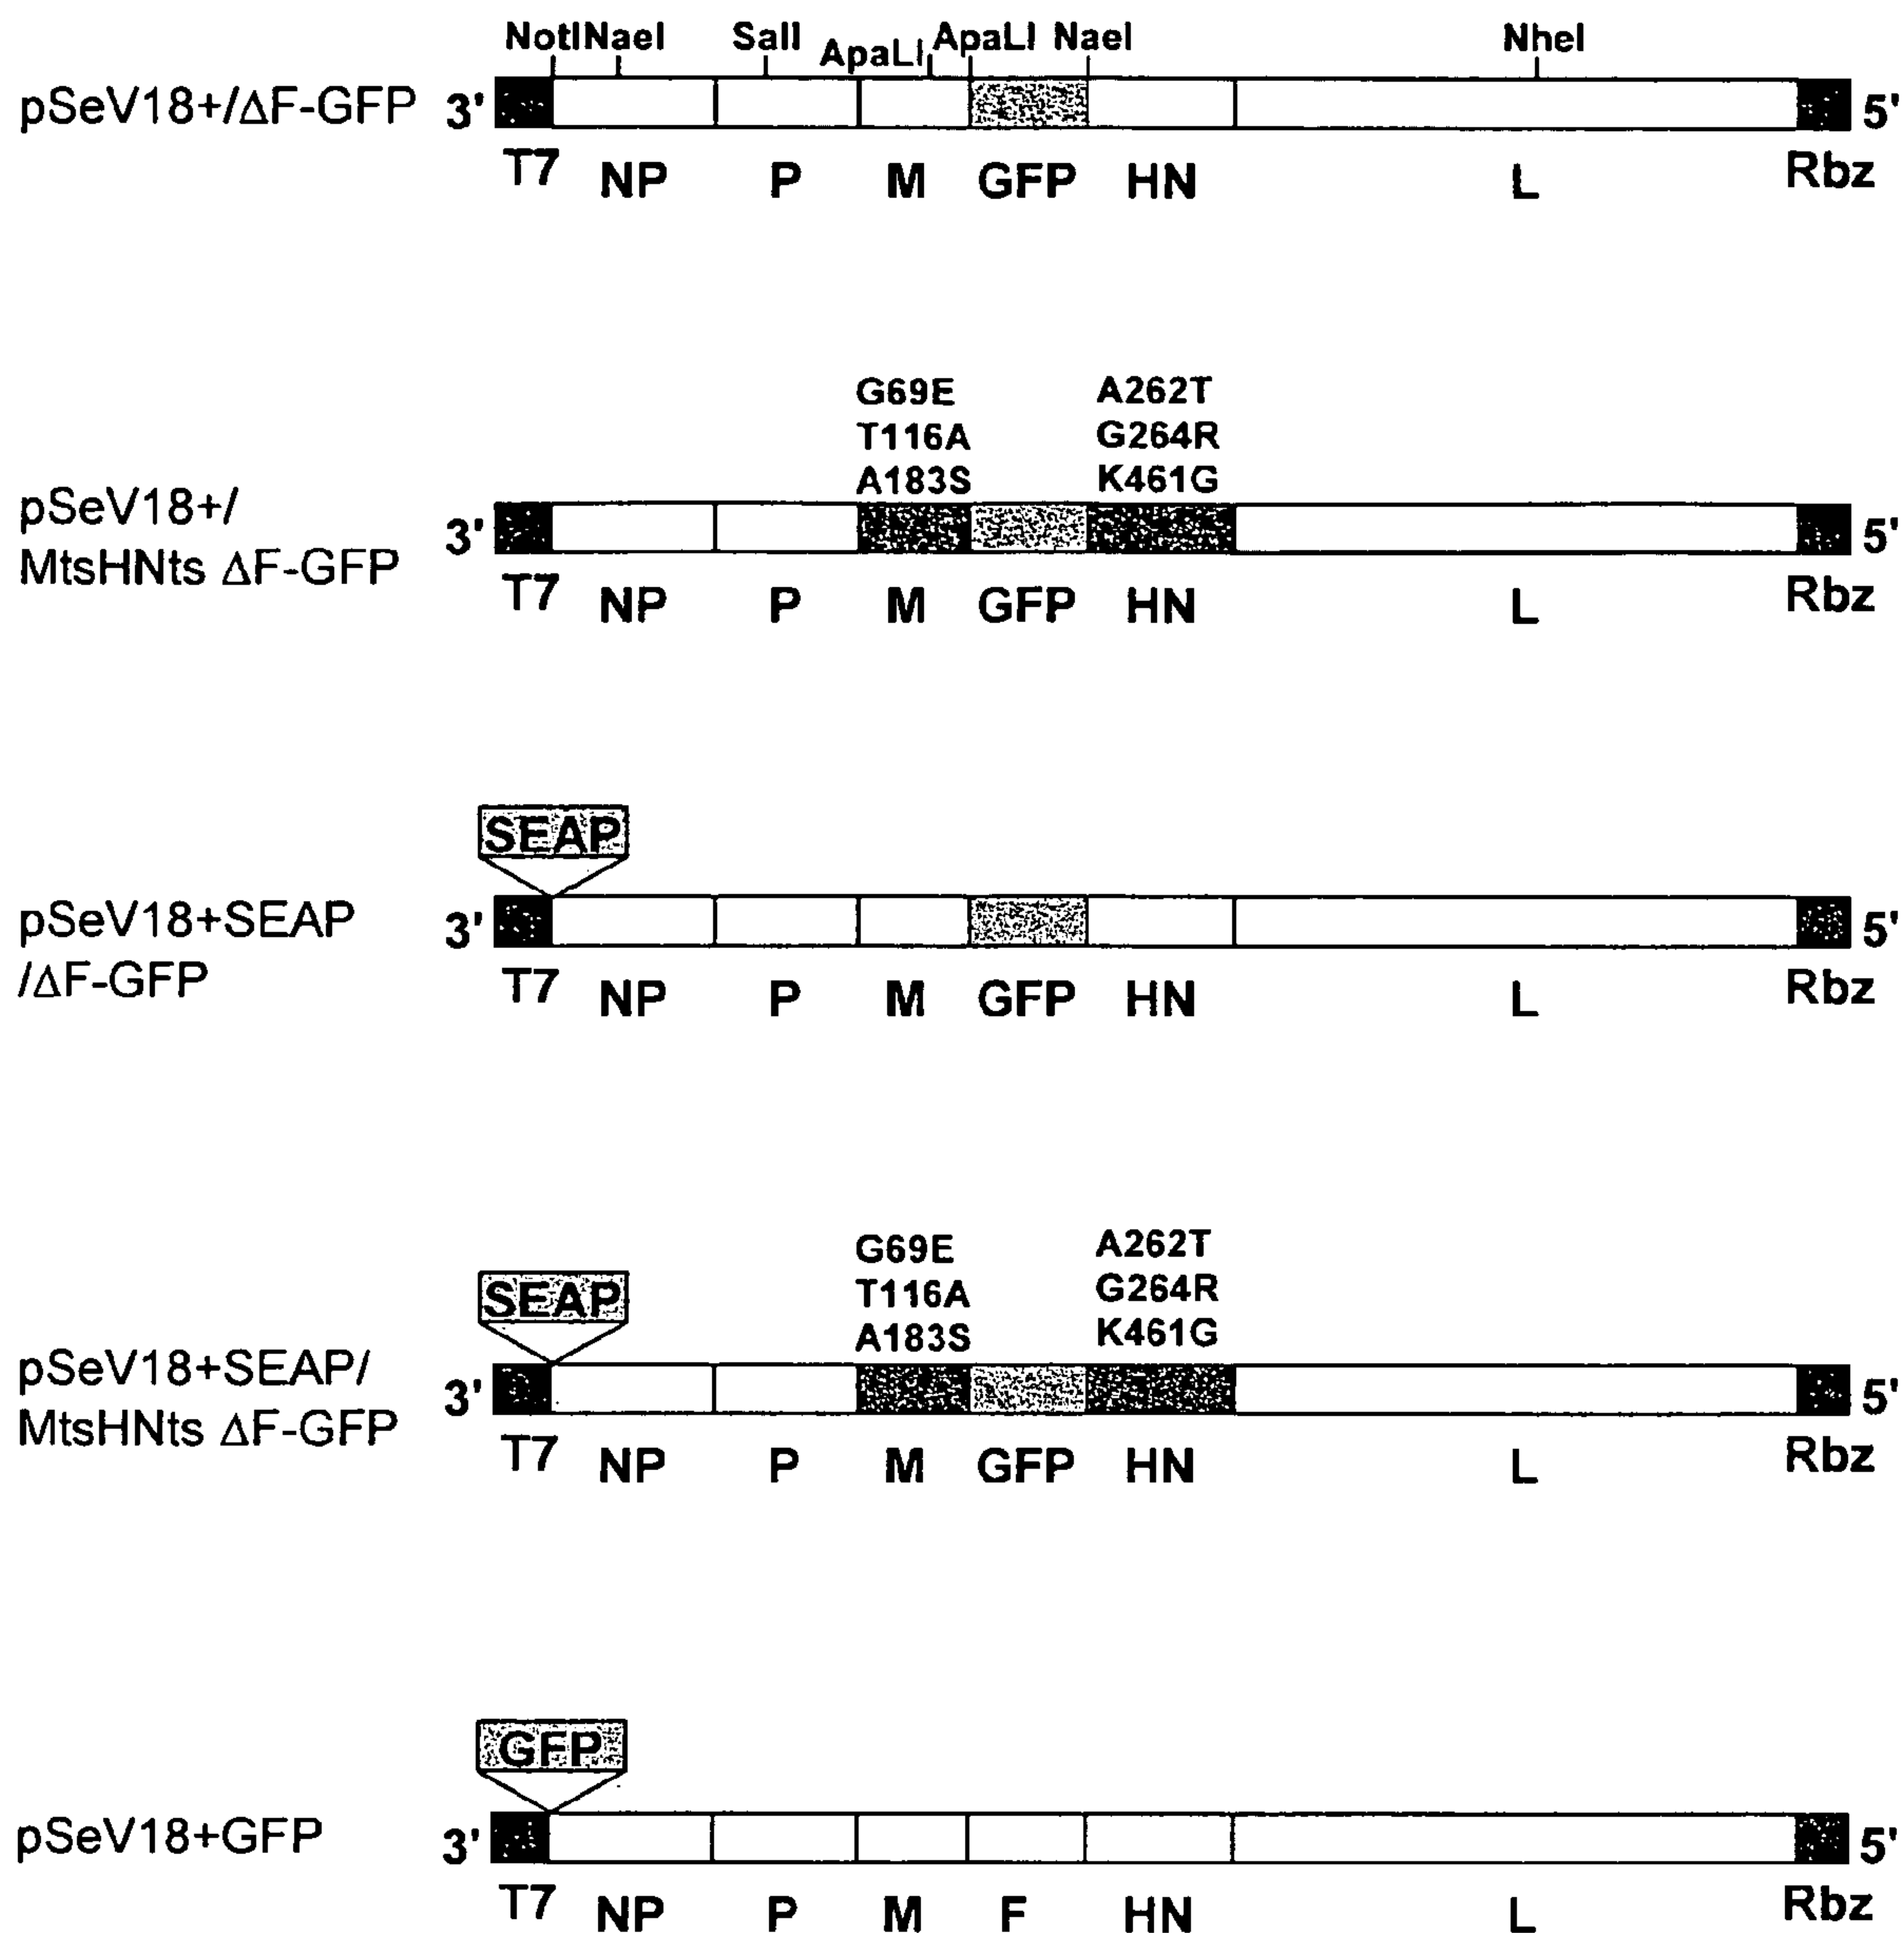 NotI NaeI SalI ApaLI ApaLI NaeI NheI
pSeV18+/ΔF-GFP 3' 5'
T7 NP P M GFP HN L Rbz
G69E A262T
T116A G264R
A183S K461G
pSeV18+/
MtsHNts ΔF-GFP 3' 5'
T7 NP P M GFP HN L Rbz
SEAP
pSeV18+SEAP
/ΔF-GFP 3' 5'
T7 NP P M GFP HN L Rbz
G69E A262T
T116A G264R
A183S K461G
SEAP
pSeV18+SEAP/
MtsHNts ΔF-GFP 3' 5'
T7 NP P M GFP HN L Rbz
GFP
pSeV18+GFP 3' 5'
T7 NP P M F HN L Rbz